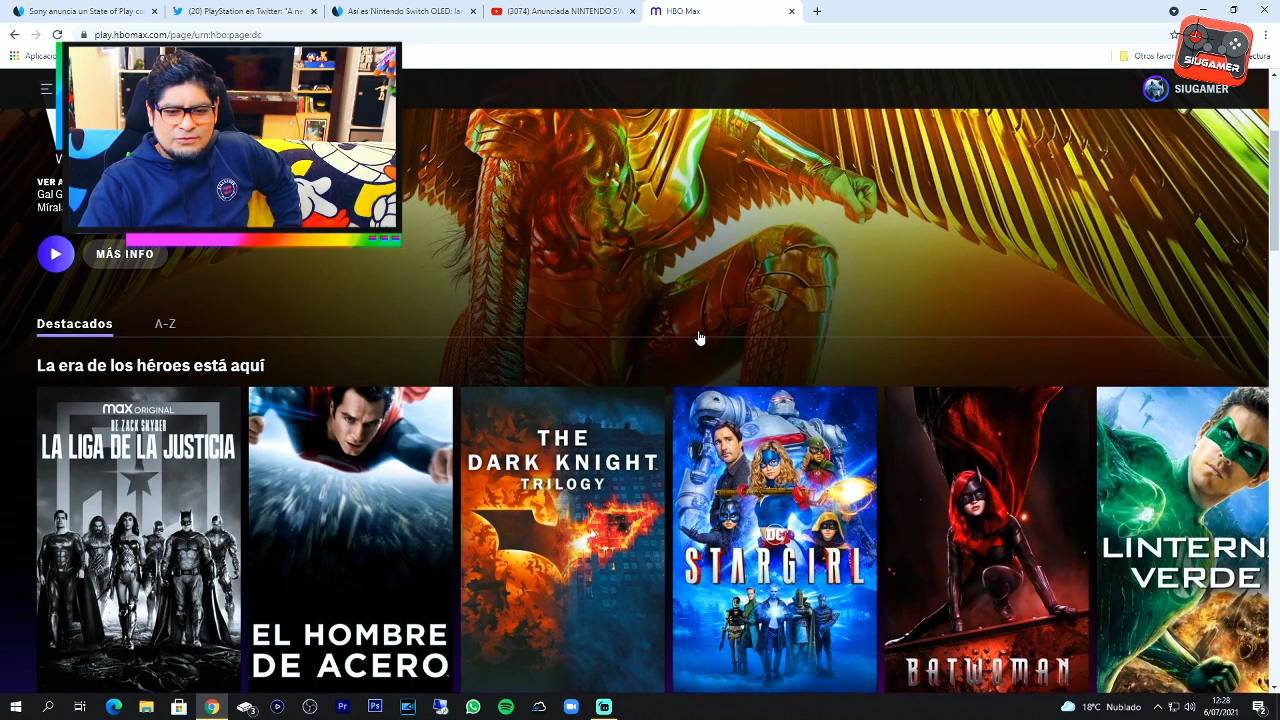 Sony anuncia un State of Play co
(20) PlayStation en Twitter: "A ne
Así es Nintendo Switch OLED: lan
(3074) Anunciada NINTENDO SW
HBO Max
play.hbomax.com/page/urn:hbo:page:dc
Aplicacio
Otros favor
ectura
SIUGAMER
SIUGAMER
VER A
Gal G
Míral
MÁS INFO
Destacados
A-Z
La era de los héroes está aquí
max ORIGINAL
DE ZACK SNYDER
LA LIGA DE LA JUSTICIA
EL HOMBRE
DE ACERO
THE
DARK KNIGHT
TRILOGY
DC
STARGIRL
BATWOMAN
LINTERN
VERDE
18°C Nublado
12:28
6/07/2021